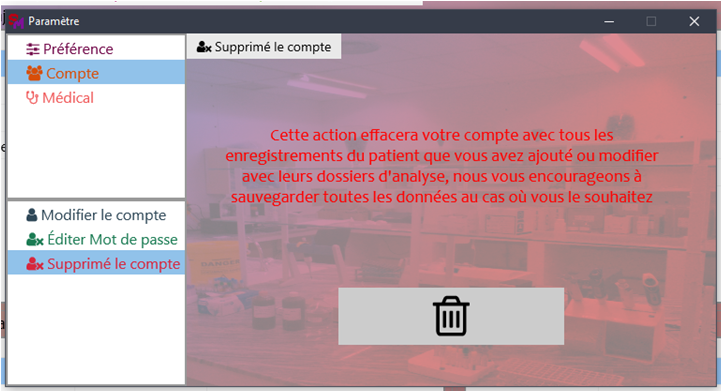 Paramètre
Préférence
Compte
Médical
Modifier le compte
Éditer Mot de passe
Supprimé le compte
Supprimé le compte
Cette action effacera votre compte avec tous les
enregistrements du patient que vous avez ajouté ou modifier
avec leurs dossiers d'analyse, nous vous encourageons à
sauvegarder toutes les données au cas où vous le souhaitez